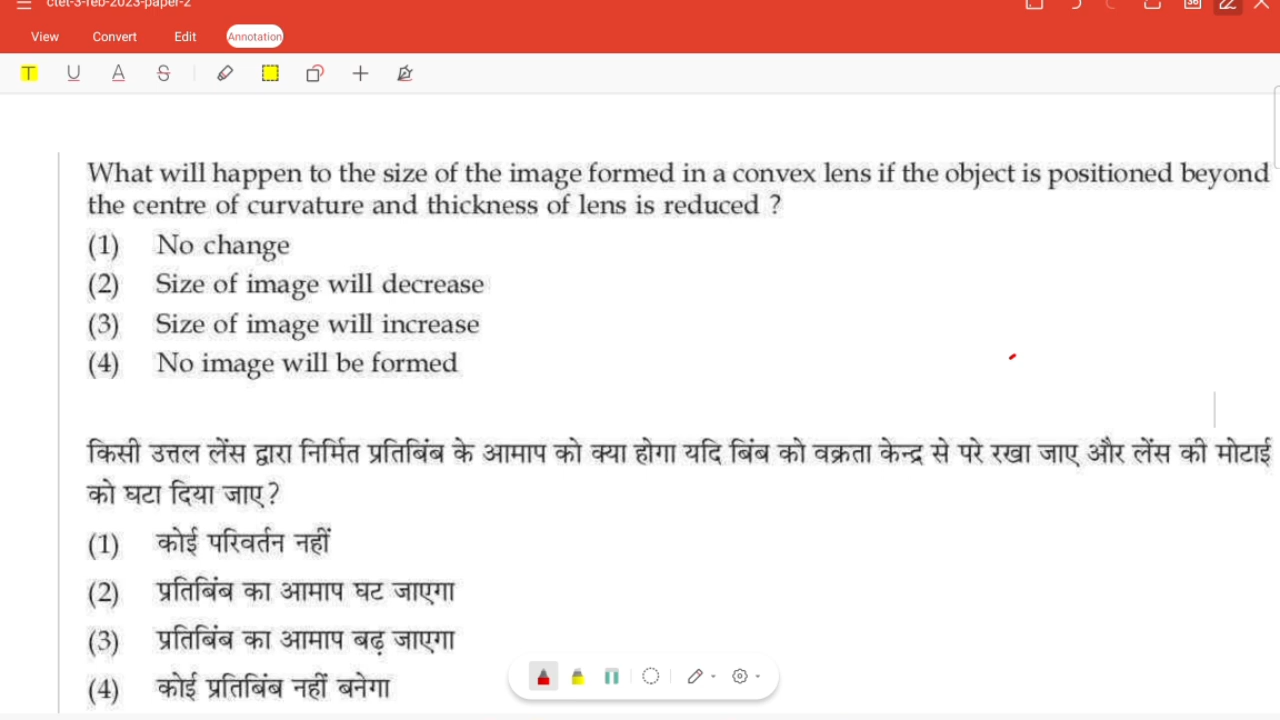 ctet-3-feb-2023-paper-2
View Convert Edit Annotation
What will happen to the size of the image formed in a convex lens if the object is positioned beyond
the centre of curvature and thickness of lens is reduced ?
(1) No change
(2) Size of image will decrease
(3) Size of image will increase
(4) No image will be formed
किसी उत्तल लेंस द्वारा निर्मित प्रतिबिंब के आमाप को क्या होगा यदि बिंब को वक्रता केन्द्र से परे रखा जाए और लेंस की मोटाई
को घटा दिया जाए?
(1) कोई परिवर्तन नहीं
(2) प्रतिबिंब का आमाप घट जाएगा
(3) प्रतिबिंब का आमाप बढ़ जाएगा
(4) कोई प्रतिबिंब नहीं बनेगा